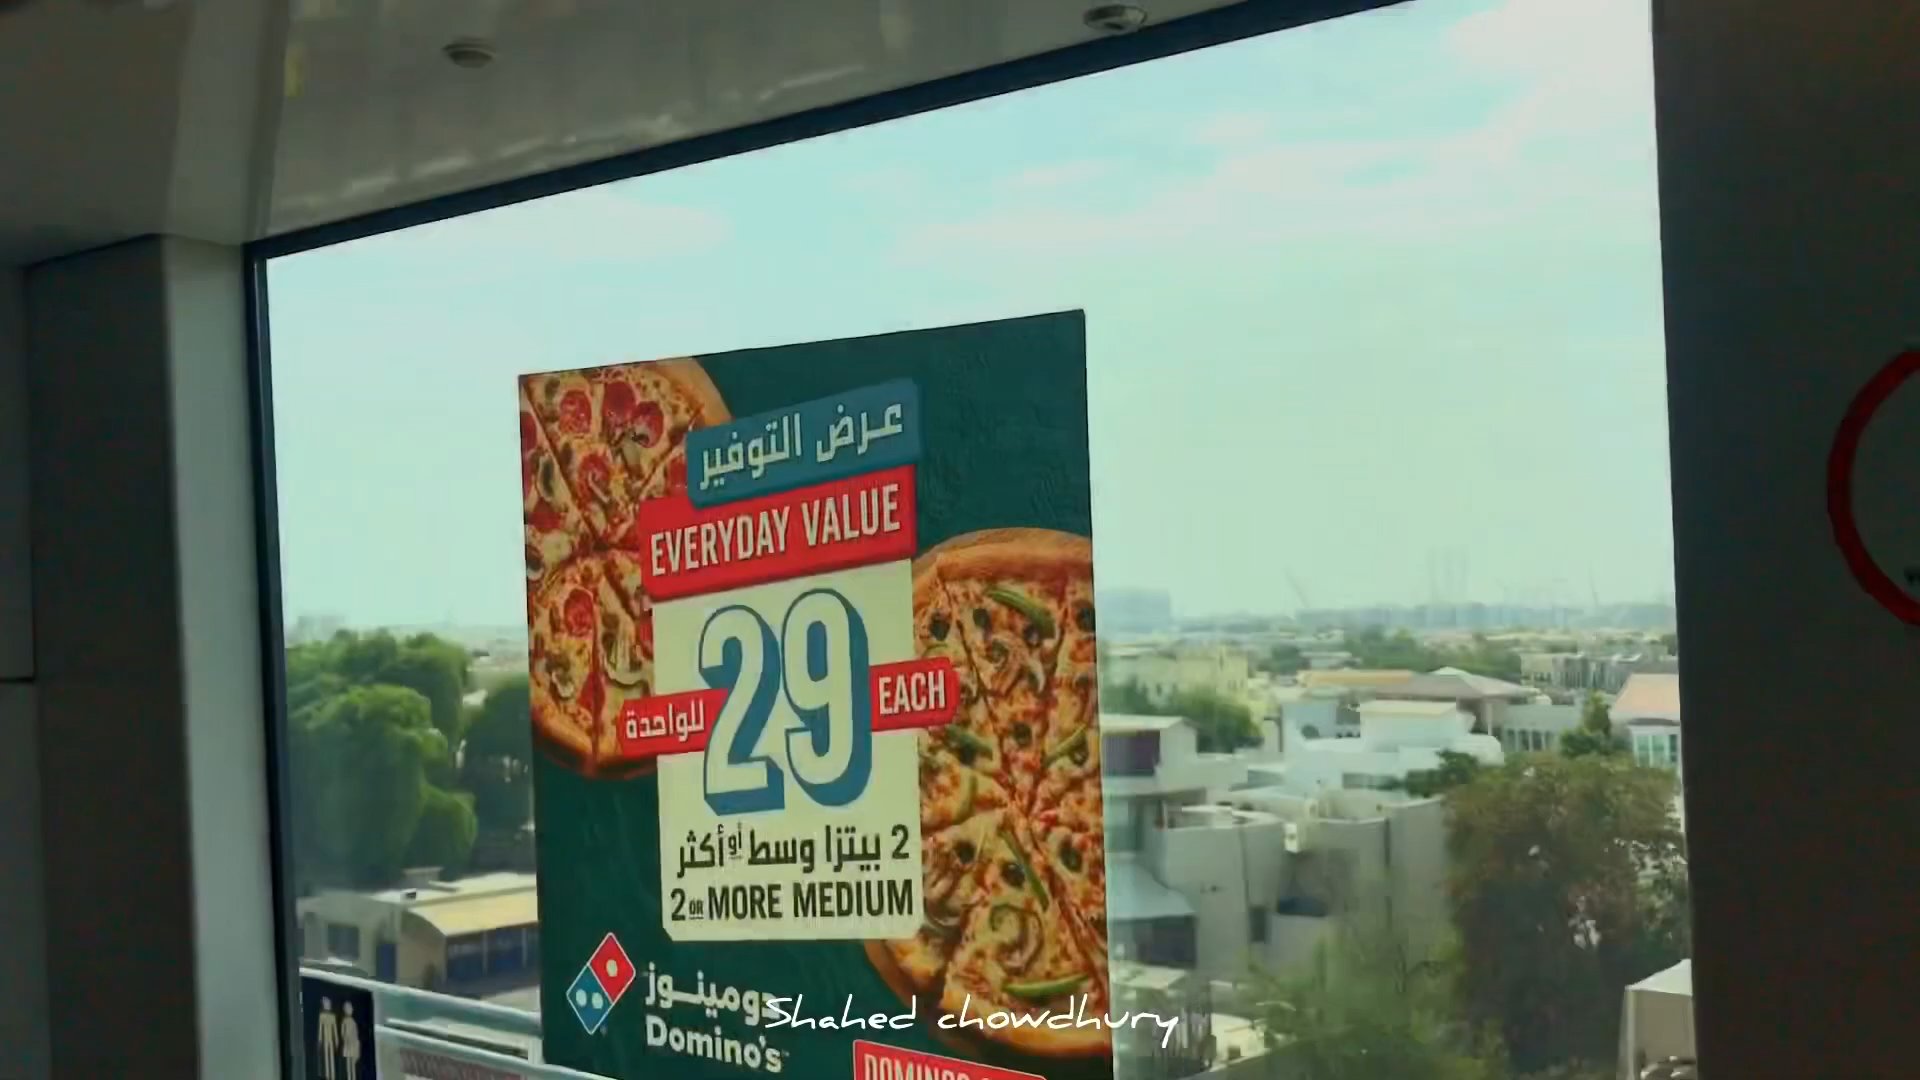 عرض التوفير
EVERYDAY VALUE
29
للواحدة
EACH
2 بيتزا وسط أو أكثر
2 OR MORE MEDIUM
دومينوز
Domino's
Shahed chowdhury